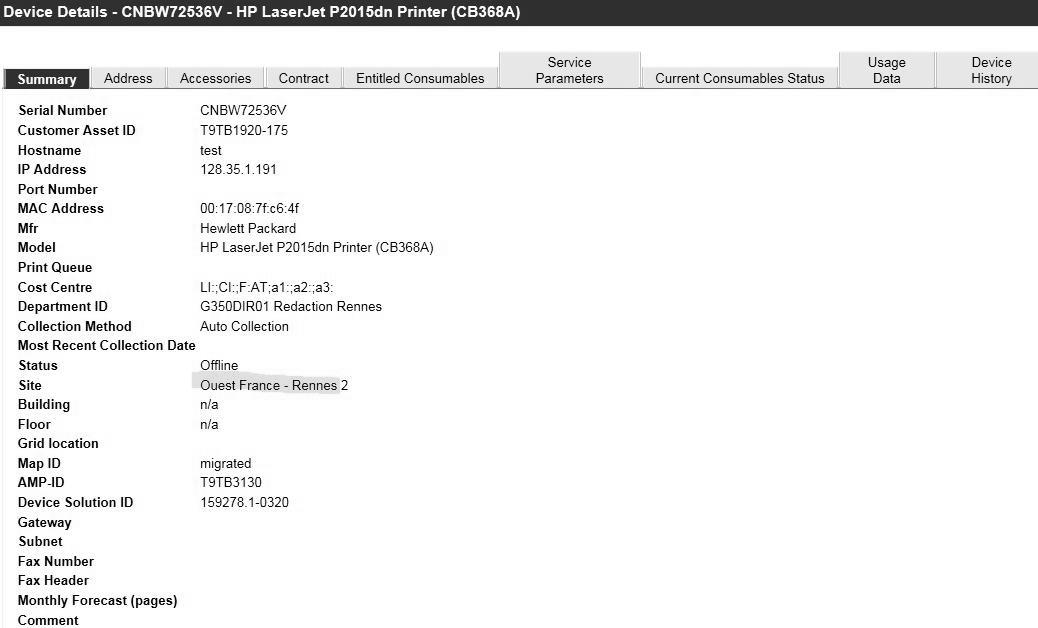 Device Details - CNBW72536V - HP LaserJet P2015dn Printer (CB368A)
Summary Address Accessories Contract Entitled Consumables Service Parameters Current Consumables Status Usage Data Device History
Serial Number CNBW72536V
Customer Asset ID T9TB1920-175
Hostname test
IP Address 128.35.1.191
Port Number
MAC Address 00:17:08:7f:c6:4f
Mfr Hewlett Packard
Model HP LaserJet P2015dn Printer (CB368A)
Print Queue
Cost Centre LI:;CI:;F:AT;a1:;a2:;a3:
Department ID G350DIR01 Redaction Rennes
Collection Method Auto Collection
Most Recent Collection Date
Status Offline
Site Ouest France - Rennes 2
Building n/a
Floor n/a
Grid location
Map ID migrated
AMP-ID T9TB3130
Device Solution ID 159278.1-0320
Gateway
Subnet
Fax Number
Fax Header
Monthly Forecast (pages)
Comment